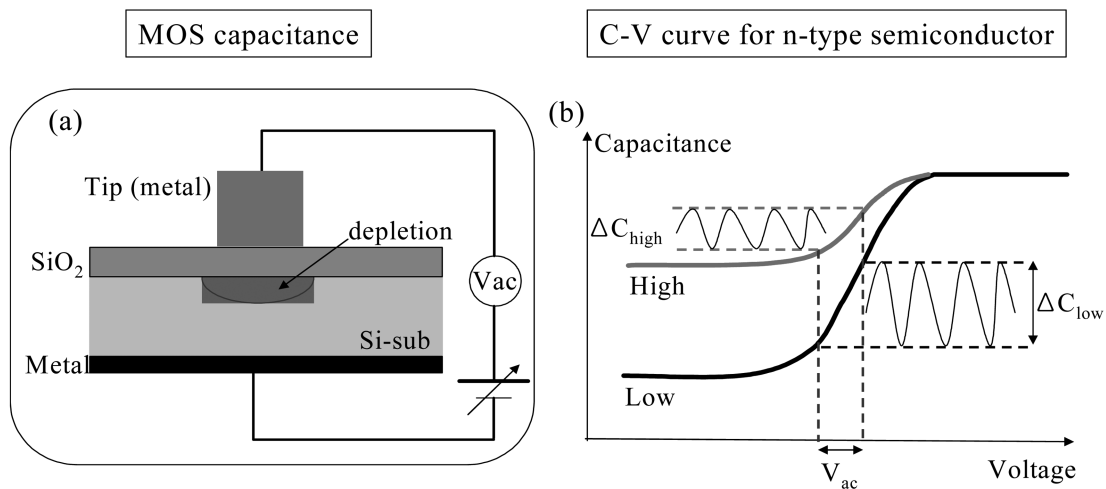 MOS capacitance
C-V curve for n-type semiconductor
(a)
Tip (metal)
depletion
SiO2
Vac
Si-sub
Metal
(b)
Capacitance
ΔChigh
High
ΔClow
Low
Vac
Voltage